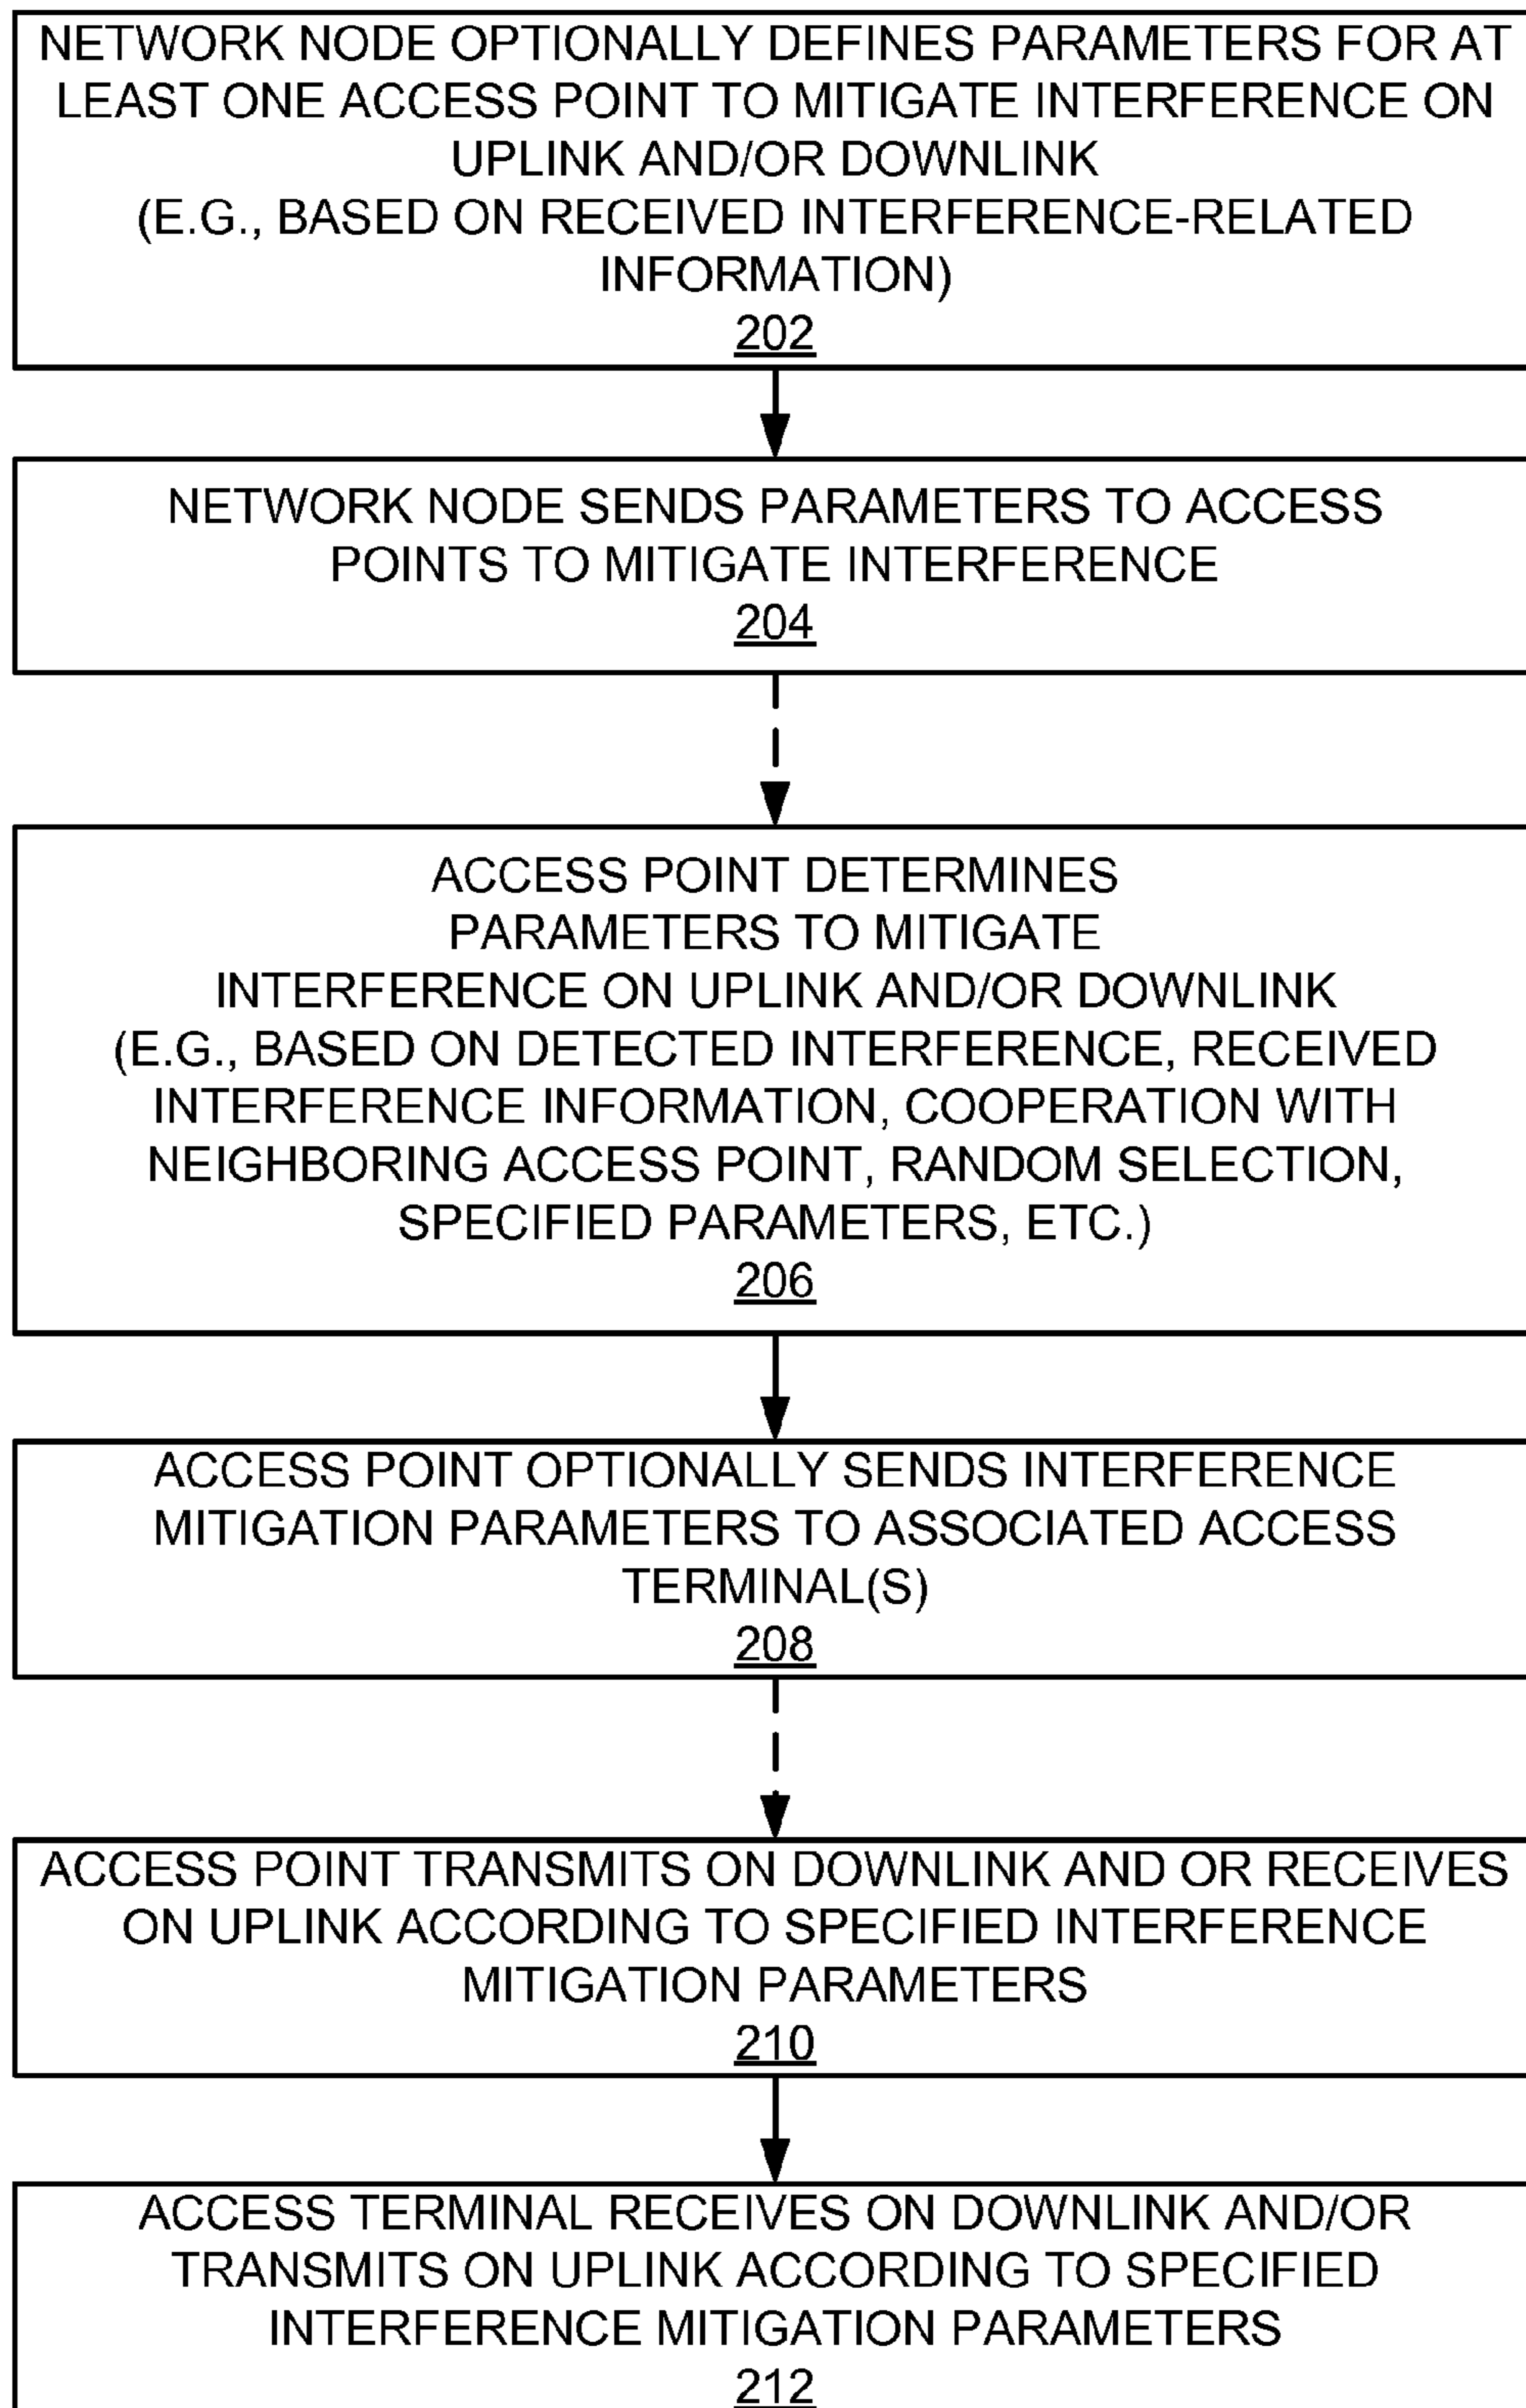 NETWORK NODE OPTIONALLY DEFINES PARAMETERS FOR AT
LEAST ONE ACCESS POINT TO MITIGATE INTERFERENCE ON
UPLINK AND/OR DOWNLINK
(E.G., BASED ON RECEIVED INTERFERENCE-RELATED
INFORMATION)
202
NETWORK NODE SENDS PARAMETERS TO ACCESS
POINTS TO MITIGATE INTERFERENCE
204
ACCESS POINT DETERMINES
PARAMETERS TO MITIGATE
INTERFERENCE ON UPLINK AND/OR DOWNLINK
(E.G., BASED ON DETECTED INTERFERENCE, RECEIVED
INTERFERENCE INFORMATION, COOPERATION WITH
NEIGHBORING ACCESS POINT, RANDOM SELECTION,
SPECIFIED PARAMETERS, ETC.)
206
ACCESS POINT OPTIONALLY SENDS INTERFERENCE
MITIGATION PARAMETERS TO ASSOCIATED ACCESS
TERMINAL(S)
208
ACCESS POINT TRANSMITS ON DOWNLINK AND OR RECEIVES
ON UPLINK ACCORDING TO SPECIFIED INTERFERENCE
MITIGATION PARAMETERS
210
ACCESS TERMINAL RECEIVES ON DOWNLINK AND/OR
TRANSMITS ON UPLINK ACCORDING TO SPECIFIED
INTERFERENCE MITIGATION PARAMETERS
212